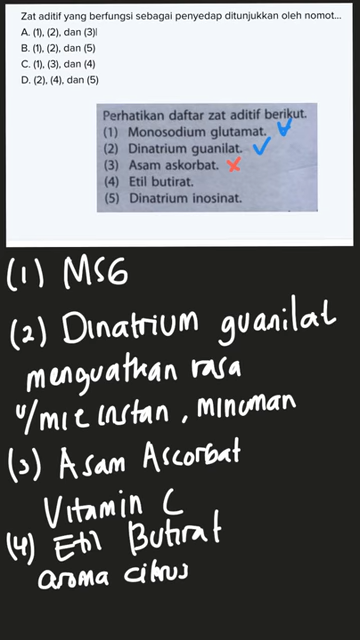 Zat aditif yang berfungsi sebagai penyedap ditunjukkan oleh nomot...
A. (1), (2), dan (3)
B. (1), (2), dan (5)
C. (1), (3), dan (4)
D. (2), (4), dan (5)
Perhatikan daftar zat aditif berikut.
(1) Monosodium glutamat.
(2) Dinatrium guanilat.
(3) Asam askorbat.
(4) Etil butirat.
(5) Dinatrium inosinat.
(1) MSG
(2) Dinatrium guanilat
menguatkan rasa
u/mie instan, minuman
(3) Asam Ascorbat
Vitamin C
(4) Etil Butirat
aroma citrus